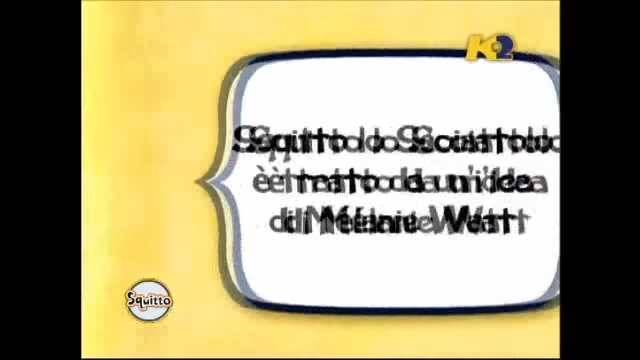 K2
Squitto lo Scoiattolo
è tratto da un'idea
di Mélanie Watt
Squitto